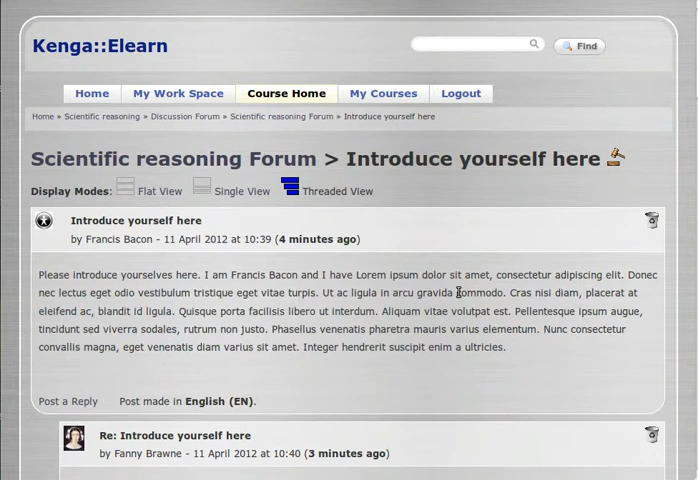 Kenga::Elearn
Find
Home My Work Space Course Home My Courses Logout
Home » Scientific reasoning » Discussion Forum » Scientific reasoning Forum » Introduce yourself here
Scientific reasoning Forum > Introduce yourself here
Display Modes: Flat View Single View Threaded View
Introduce yourself here
by Francis Bacon - 11 April 2012 at 10:39 (4 minutes ago)
Please introduce yourselves here. I am Francis Bacon and I have Lorem ipsum dolor sit amet, consectetur adipiscing elit. Donec
nec lectus eget odio vestibulum tristique eget vitae turpis. Ut ac ligula in arcu gravida commodo. Cras nisi diam, placerat at
eleifend ac, blandit id ligula. Quisque porta facilisis libero ut interdum. Aliquam vitae volutpat est. Pellentesque ipsum augue,
tincidunt sed viverra sodales, rutrum non justo. Phasellus venenatis pharetra mauris varius elementum. Nunc consectetur
convallis magna, eget venenatis diam varius sit amet. Integer hendrerit suscipit enim a ultricies.
Post a Reply Post made in English (EN).
Re: Introduce yourself here
by Fanny Brawne - 11 April 2012 at 10:40 (3 minutes ago)